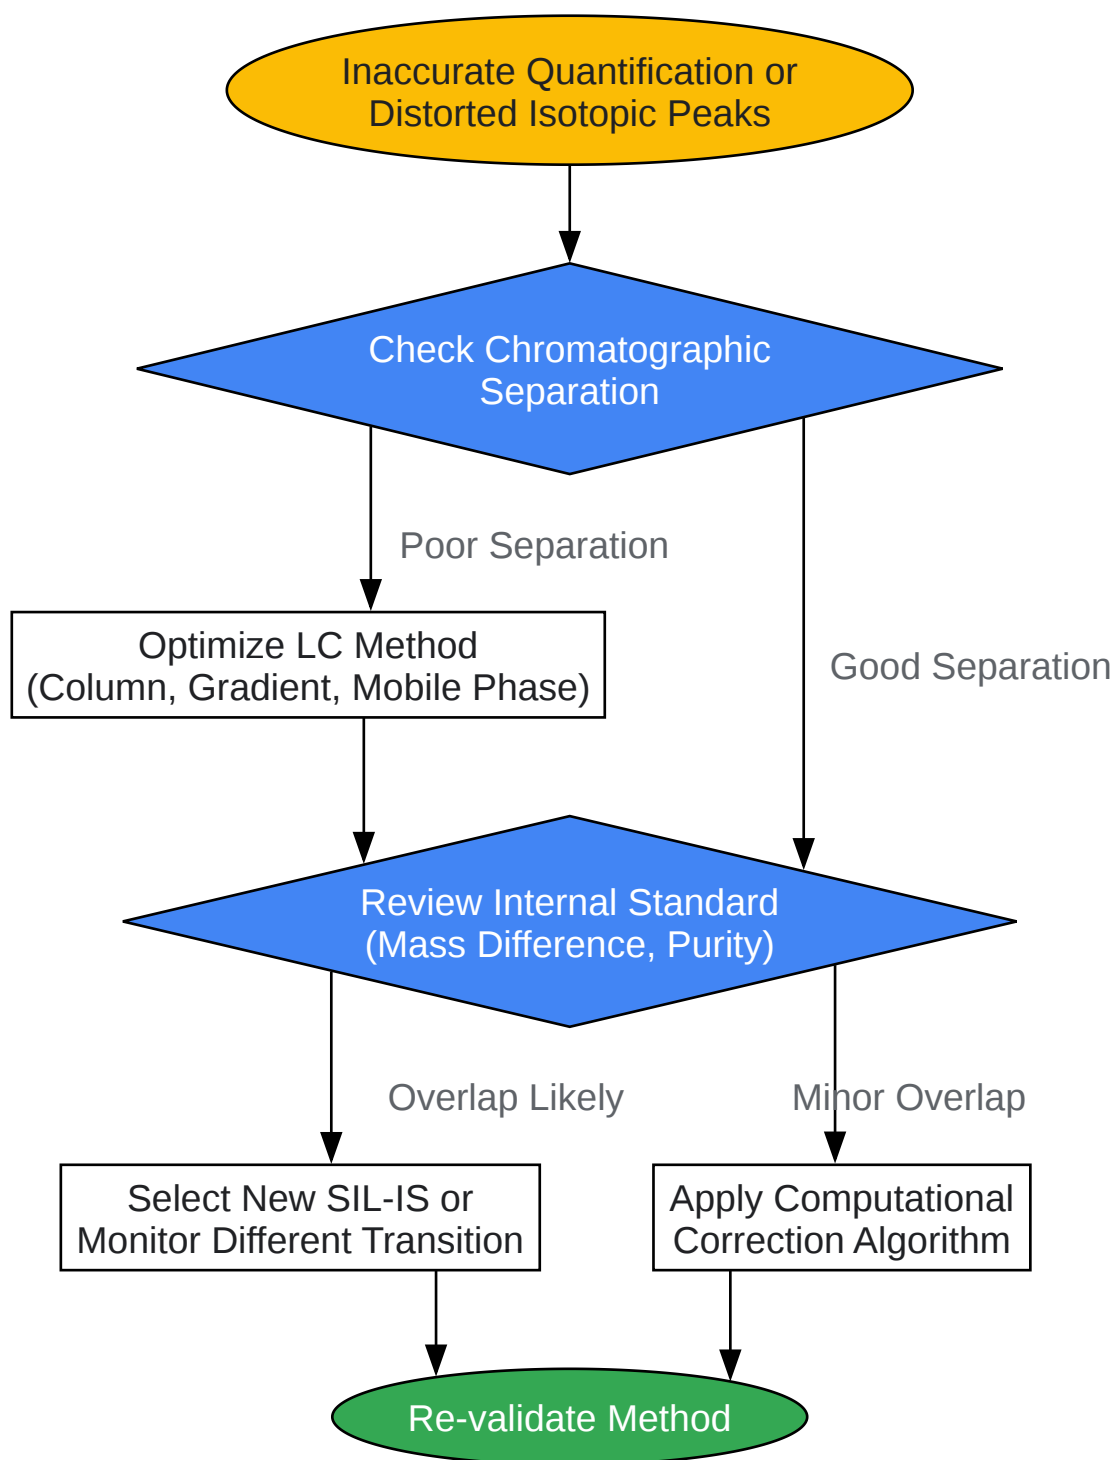 Inaccurate Quantification or
Distorted Isotopic Peaks
Check Chromatographic
Separation
Poor Separation
Optimize LC Method
(Column, Gradient, Mobile Phase)
Good Separation
Review Internal Standard
(Mass Difference, Purity)
Overlap Likely
Minor Overlap
Select New SIL-IS or
Monitor Different Transition
Apply Computational
Correction Algorithm
Re-validate Method